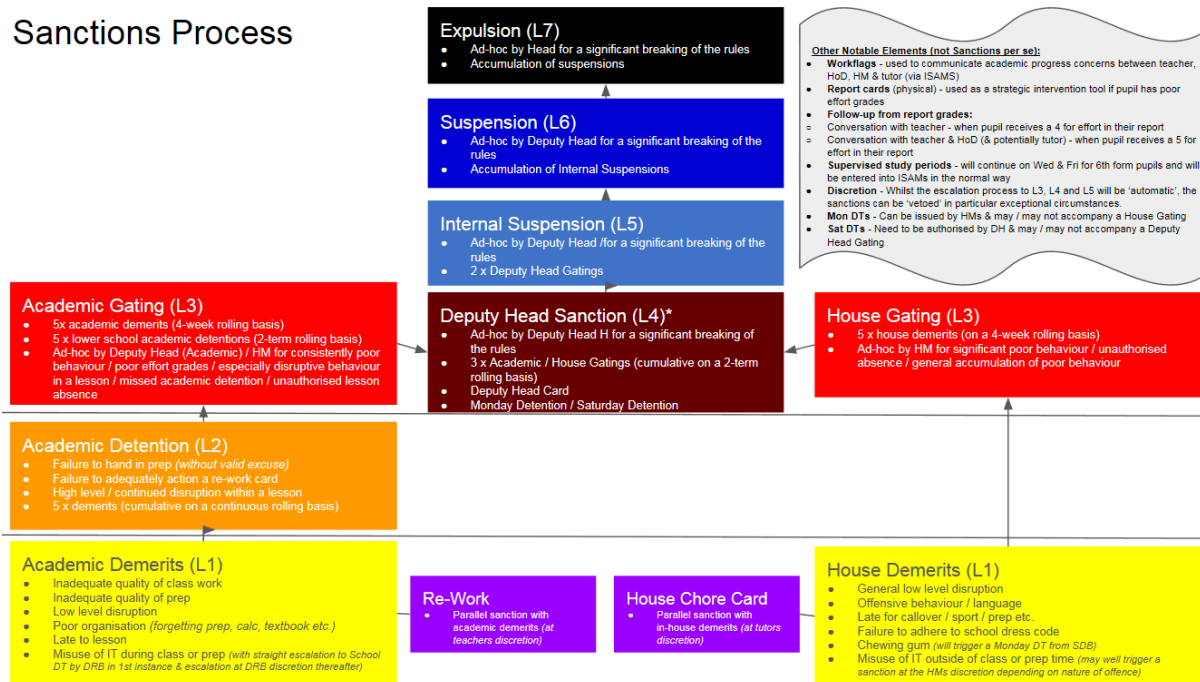 Sanctions Process
Expulsion (L7)
● Ad-hoc by Head for a significant breaking of the rules
● Accumulation of suspensions
Other Notable Elements (not Sanctions per se):
● Workflags - used to communicate academic progress concerns between teacher,
HoD, HM & tutor (via ISAMS)
● Report cards (physical) - used as a strategic intervention tool if pupil has poor
effort grades
● Follow-up from report grades:
○ Conversation with teacher - when pupil receives a 4 for effort in their report
○ Conversation with teacher & HoD (& potentially tutor) - when pupil receives a 5 for
effort in their report
● Supervised study periods - will continue on Wed & Fri for 6th form pupils and will
be entered into ISAMs in the normal way
● Discretion - Whilst the escalation process to L3, L4 and L5 will be ‘automatic’, the
sanctions can be ‘vetoed’ in particular exceptional circumstances.
● Mon DTs - Can be issued by HMs & may / may not accompany a House Gating
● Sat DTs - Need to be authorised by DH & may / may not accompany a Deputy
Head Gating
Suspension (L6)
● Ad-hoc by Deputy Head for a significant breaking of the
rules
● Accumulation of Internal Suspensions
Internal Suspension (L5)
● Ad-hoc by Deputy Head /for a significant breaking of the
rules
● 2 x Deputy Head Gatings
Academic Gating (L3)
● 5x academic demerits (4-week rolling basis)
● 5 x lower school academic detentions (2-term rolling basis)
● Ad-hoc by Deputy Head (Academic) / HM for consistently poor
behaviour / poor effort grades / especially disruptive behaviour
in a lesson / missed academic detention / unauthorised lesson
absence
Deputy Head Sanction (L4)*
● Ad-hoc by Deputy Head H for a significant breaking of
the rules
● 3 x Academic / House Gatings (cumulative on a 2-term
rolling basis)
● Deputy Head Card
● Monday Detention / Saturday Detention
House Gating (L3)
● 5 x house demerits (on a 4-week rolling basis)
● Ad-hoc by HM for significant poor behaviour / unauthorised
absence / general accumulation of poor behaviour
Academic Detention (L2)
● Failure to hand in prep (without valid excuse)
● Failure to adequately action a re-work card
● High level / continued disruption within a lesson
● 5 x demerits (cumulative on a continuous rolling basis)
Academic Demerits (L1)
● Inadequate quality of class work
● Inadequate quality of prep
● Low level disruption
● Poor organisation (forgetting prep, calc, textbook etc.)
● Late to lesson
● Misuse of IT during class or prep (with straight escalation to School
DT by DRB in 1st instance & escalation at DRB discretion thereafter)
Re-Work
● Parallel sanction with
academic demerits (at
teachers discretion)
House Chore Card
● Parallel sanction with
in-house demerits (at tutors
discretion)
House Demerits (L1)
● General low level disruption
● Offensive behaviour / language
● Late for callover / sport / prep etc.
● Failure to adhere to school dress code
● Chewing gum (will trigger a Monday DT from SDB)
● Misuse of IT outside of class or prep time (may well trigger a
sanction at the HMs discretion depending on nature of offence)